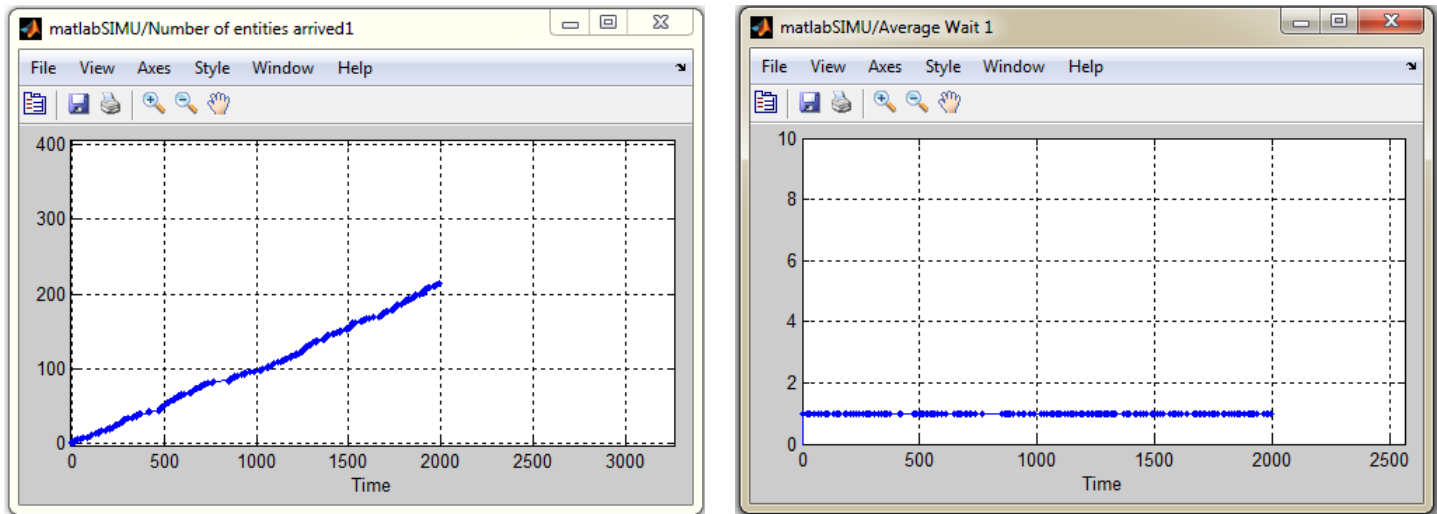 matlabSIMU/Number of entities arrived1
File View Axes Style Window Help
400
300
200
100
0
0 500 1000 1500 2000 2500 3000
Time
matlabSIMU/Average Wait 1
File View Axes Style Window Help
10
8
6
4
2
0
0 500 1000 1500 2000 2500
Time